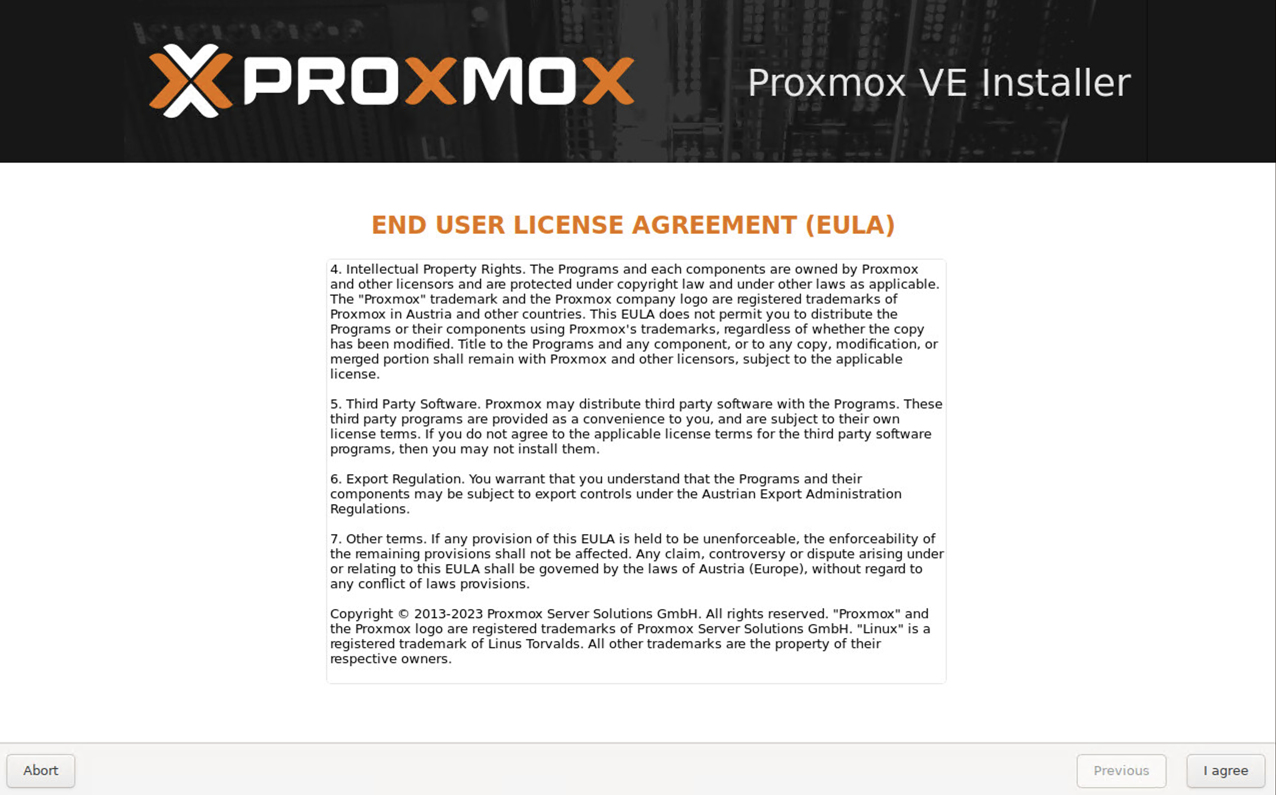 PROXMOX
Proxmox VE Installer
END USER LICENSE AGREEMENT (EULA)
4. Intellectual Property Rights. The Programs and each components are owned by Proxmox
and other licensors and are protected under copyright law and under other laws as applicable.
The "Proxmox" trademark and the Proxmox company logo are registered trademarks of
Proxmox in Austria and other countries. This EULA does not permit you to distribute the
Programs or their components using Proxmox's trademarks, regardless of whether the copy
has been modified. Title to the Programs and any component, or to any copy, modification, or
merged portion shall remain with Proxmox and other licensors, subject to the applicable
license.
5. Third Party Software. Proxmox may distribute third party software with the Programs. These
third party programs are provided as a convenience to you, and are subject to their own
license terms. If you do not agree to the applicable license terms for the third party software
programs, then you may not install them.
6. Export Regulation. You warrant that you understand that the Programs and their
components may be subject to export controls under the Austrian Export Administration
Regulations.
7. Other terms. If any provision of this EULA is held to be unenforceable, the enforceability of
the remaining provisions shall not be affected. Any claim, controversy or dispute arising under
or relating to this EULA shall be governed by the laws of Austria (Europe), without regard to
any conflict of laws provisions.
Copyright © 2013-2023 Proxmox Server Solutions GmbH. All rights reserved. "Proxmox" and
the Proxmox logo are registered trademarks of Proxmox Server Solutions GmbH. "Linux" is a
registered trademark of Linus Torvalds. All other trademarks are the property of their
respective owners.
Abort
Previous
I agree